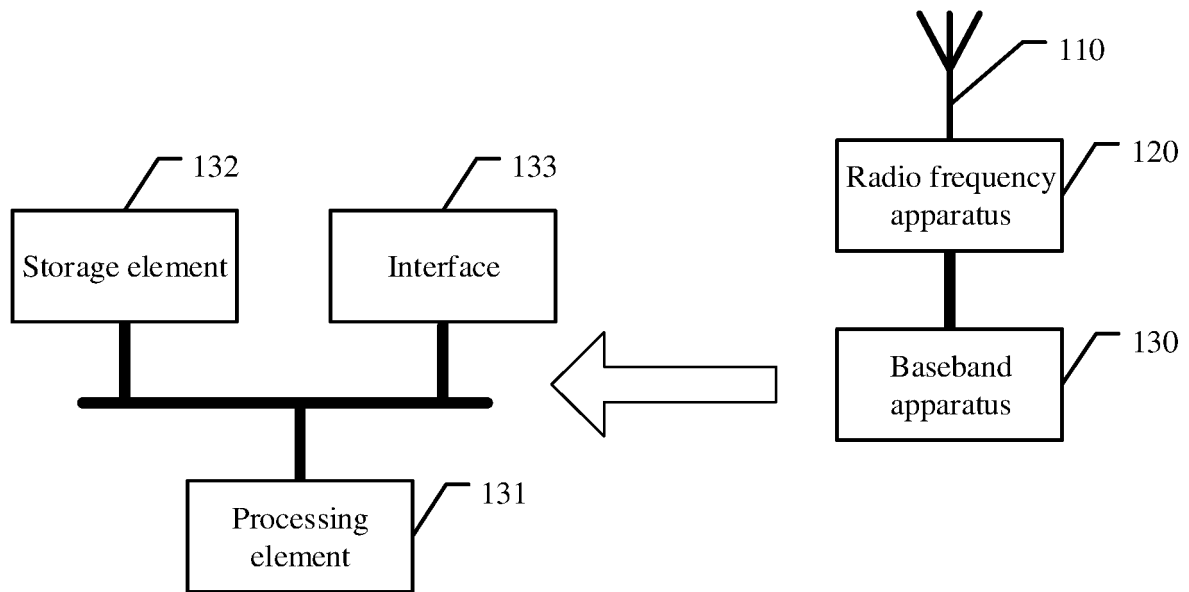 110
120
Radio frequency
apparatus
132
133
Storage element
Interface
130
Baseband
apparatus
131
Processing
element